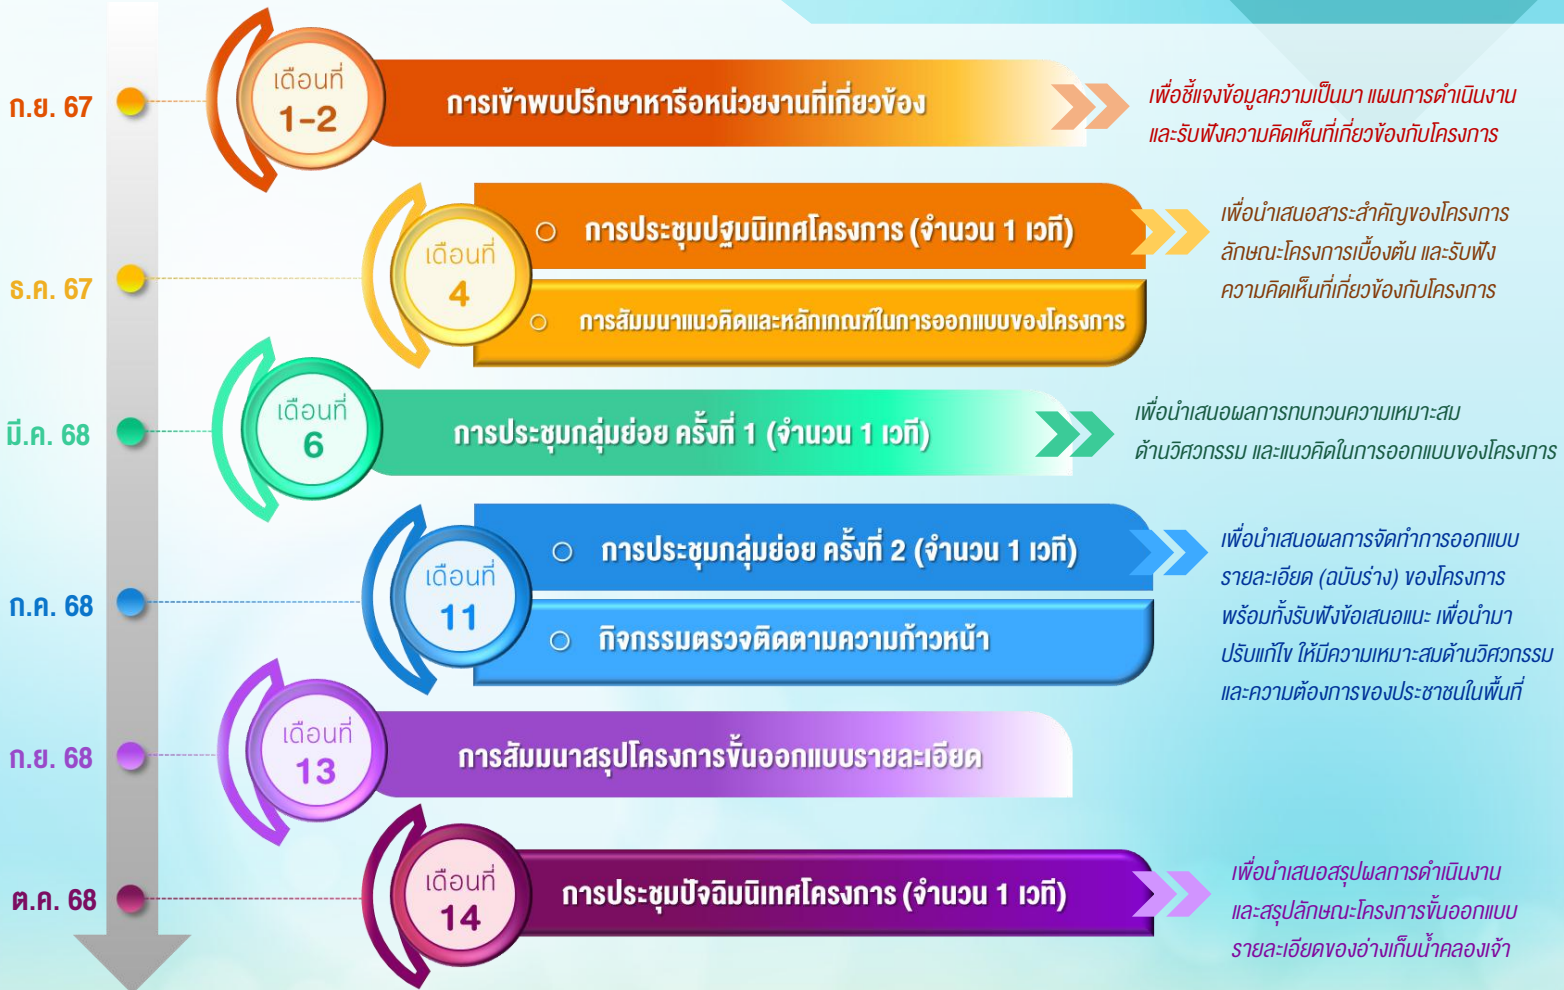 ก.ย. 67
เดือนที่
1-2
การเข้าพบปรึกษาหารือหน่วยงานที่เกี่ยวข้อง
เพื่อชี้แจงข้อมูลความเป็นมา แผนการดำเนินงาน
และรับฟังความคิดเห็นที่เกี่ยวข้องกับโครงการ
ธ.ค. 67
เดือนที่
4
การประชุมปฐมนิเทศโครงการ (จำนวน 1 เวที)
การสัมมนาแนวคิดและหลักเกณฑ์ในการออกแบบของโครงการ
เพื่อนำเสนอสาระสำคัญของโครงการ
ลักษณะโครงการเบื้องต้น และรับฟัง
ความคิดเห็นที่เกี่ยวข้องกับโครงการ
มี.ค. 68
เดือนที่
6
การประชุมกลุ่มย่อย ครั้งที่ 1 (จำนวน 1 เวที)
เพื่อนำเสนอผลการทบทวนความเหมาะสม
ด้านวิศวกรรม และแนวคิดในการออกแบบของโครงการ
ก.ค. 68
เดือนที่
11
การประชุมกลุ่มย่อย ครั้งที่ 2 (จำนวน 1 เวที)
กิจกรรมตรวจติดตามความก้าวหน้า
เพื่อนำเสนอผลการจัดทำการออกแบบ
รายละเอียด (ฉบับร่าง) ของโครงการ
พร้อมทั้งรับฟังข้อเสนอแนะ เพื่อนำมา
ปรับแก้ไข ให้มีความเหมาะสมด้านวิศวกรรม
และความต้องการของประชาชนในพื้นที่
ก.ย. 68
เดือนที่
13
การสัมมนาสรุปโครงการขั้นออกแบบรายละเอียด
ต.ค. 68
เดือนที่
14
การประชุมปัจฉิมนิเทศโครงการ (จำนวน 1 เวที)
เพื่อนำเสนอสรุปผลการดำเนินงาน
และสรุปลักษณะโครงการขั้นออกแบบ
รายละเอียดของอ่างเก็บน้ำคลองเจ้า